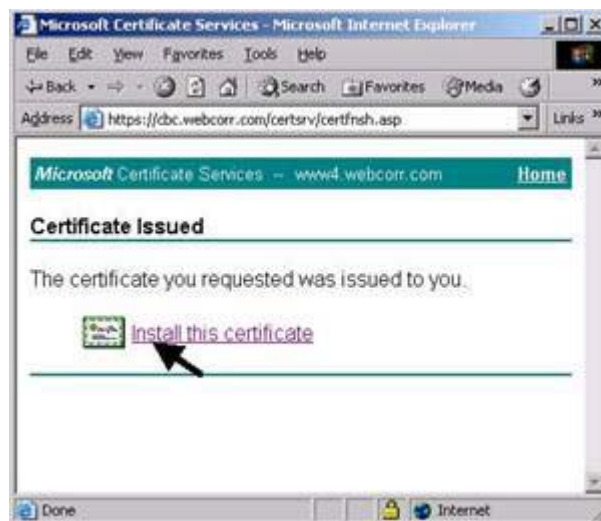 Microsoft Certificate Services - Microsoft Internet Explorer
File Edit View Favorites Tools Help
Back Search Favorites Media »
Address https://cbc.webcorr.com/certsrv/certfnsh.asp Links »
Microsoft Certificate Services -- www4.webcorr.com Home
Certificate Issued
The certificate you requested was issued to you.
Install this certificate
Done Internet